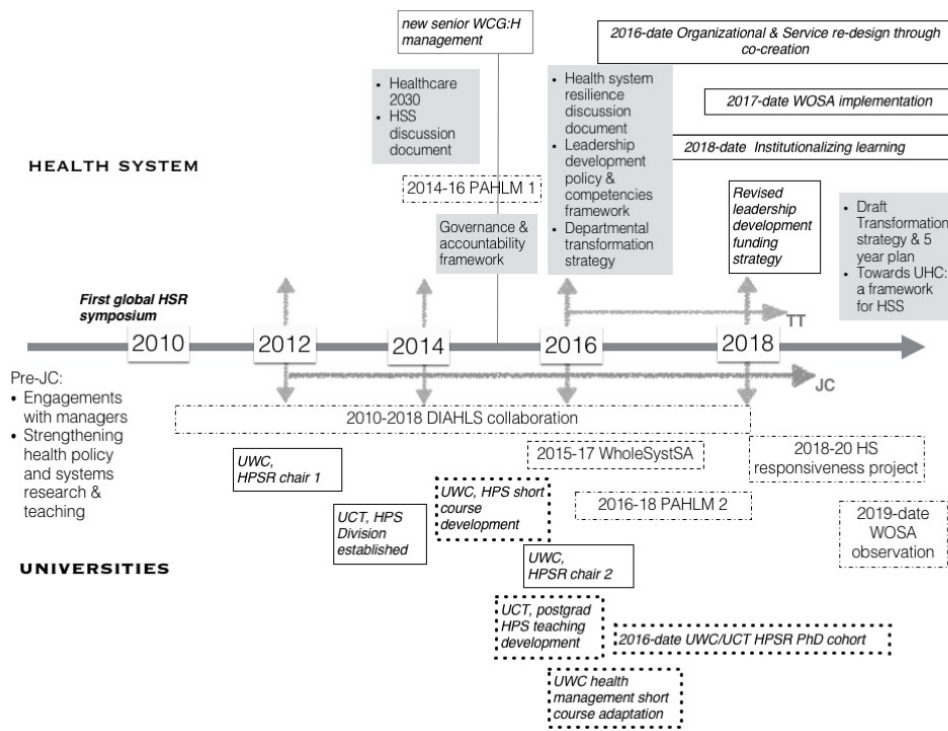 new senior WCG:H
management
2016-date Organizational & Service re-design through
co-creation
• Healthcare
2030
• HSS
discussion
document
• Health system
resilience
discussion
document
• Leadership
development
policy &
competencies
framework
• Departmental
transformation
strategy
2017-date WOSA implementation
2018-date Institutionalizing learning
HEALTH SYSTEM
2014-16 PAHLM 1
Governance &
accountability
framework
Revised
leadership
development
funding
strategy
• Draft
Transformation
strategy & 5
year plan
• Towards UHC:
a framework
for HSS
First global HSR
symposium
TT
2010
2012
2014
2016
2018
JC
Pre-JC:
• Engagements
with managers
• Strengthening
health policy
and systems
research &
teaching
2010-2018 DIAHLS collaboration
UWC,
HPSR chair 1
2015-17 WholeSystSA
2018-20 HS
responsiveness project
UCT, HPS
Division
established
UWC, HPS short
course
development
2016-18 PAHLM 2
2019-date
WOSA
observation
UNIVERSITIES
UWC,
HPSR chair 2
UCT, postgrad
HPS teaching
development
2016-date UWC/UCT HPSR PhD cohort
UWC health
management short
course adaptation